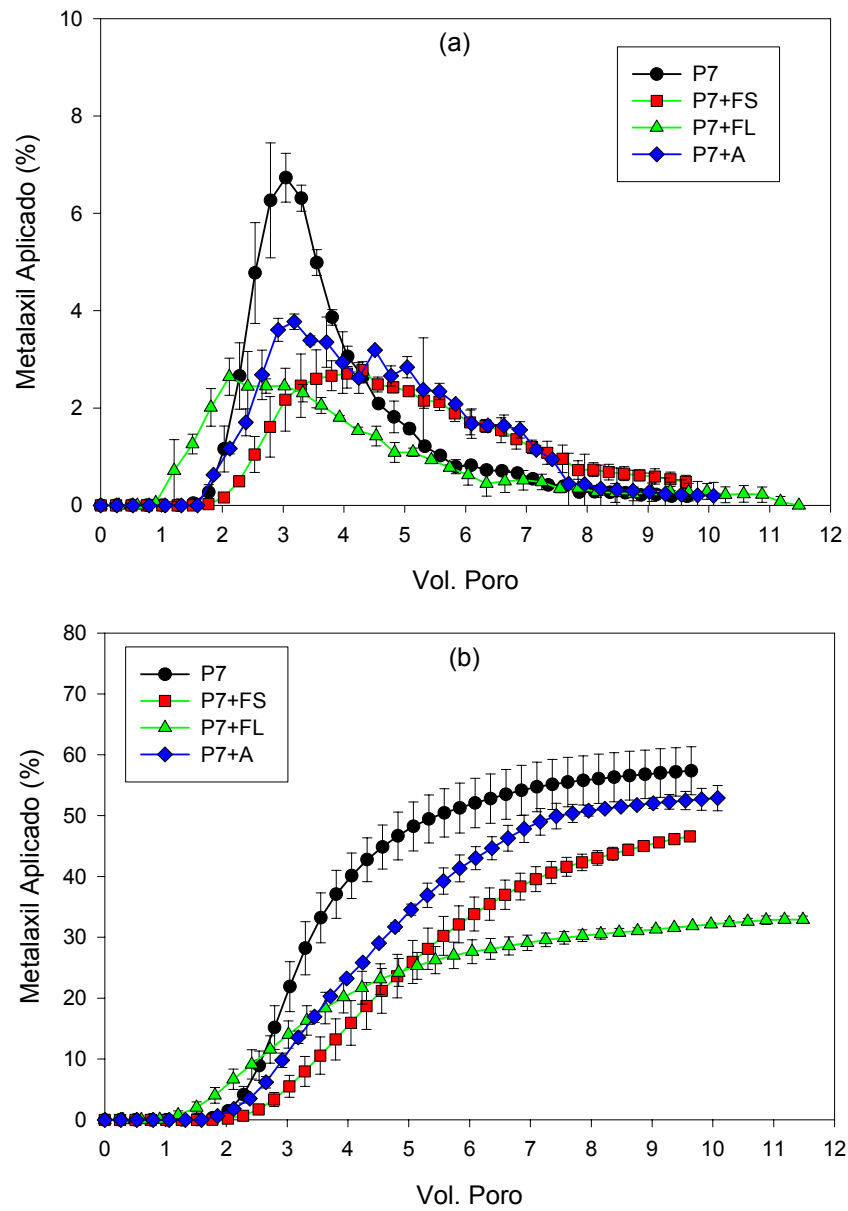 (a)
P7
P7+FS
P7+FL
P7+A
Metalaxil Aplicado (%)
10
8
6
4
2
0
0 1 2 3 4 5 6 7 8 9 10 11 12
Vol. Poro
(b)
P7
P7+FS
P7+FL
P7+A
Metalaxil Aplicado (%)
80
70
60
50
40
30
20
10
0
0 1 2 3 4 5 6 7 8 9 10 11 12
Vol. Poro